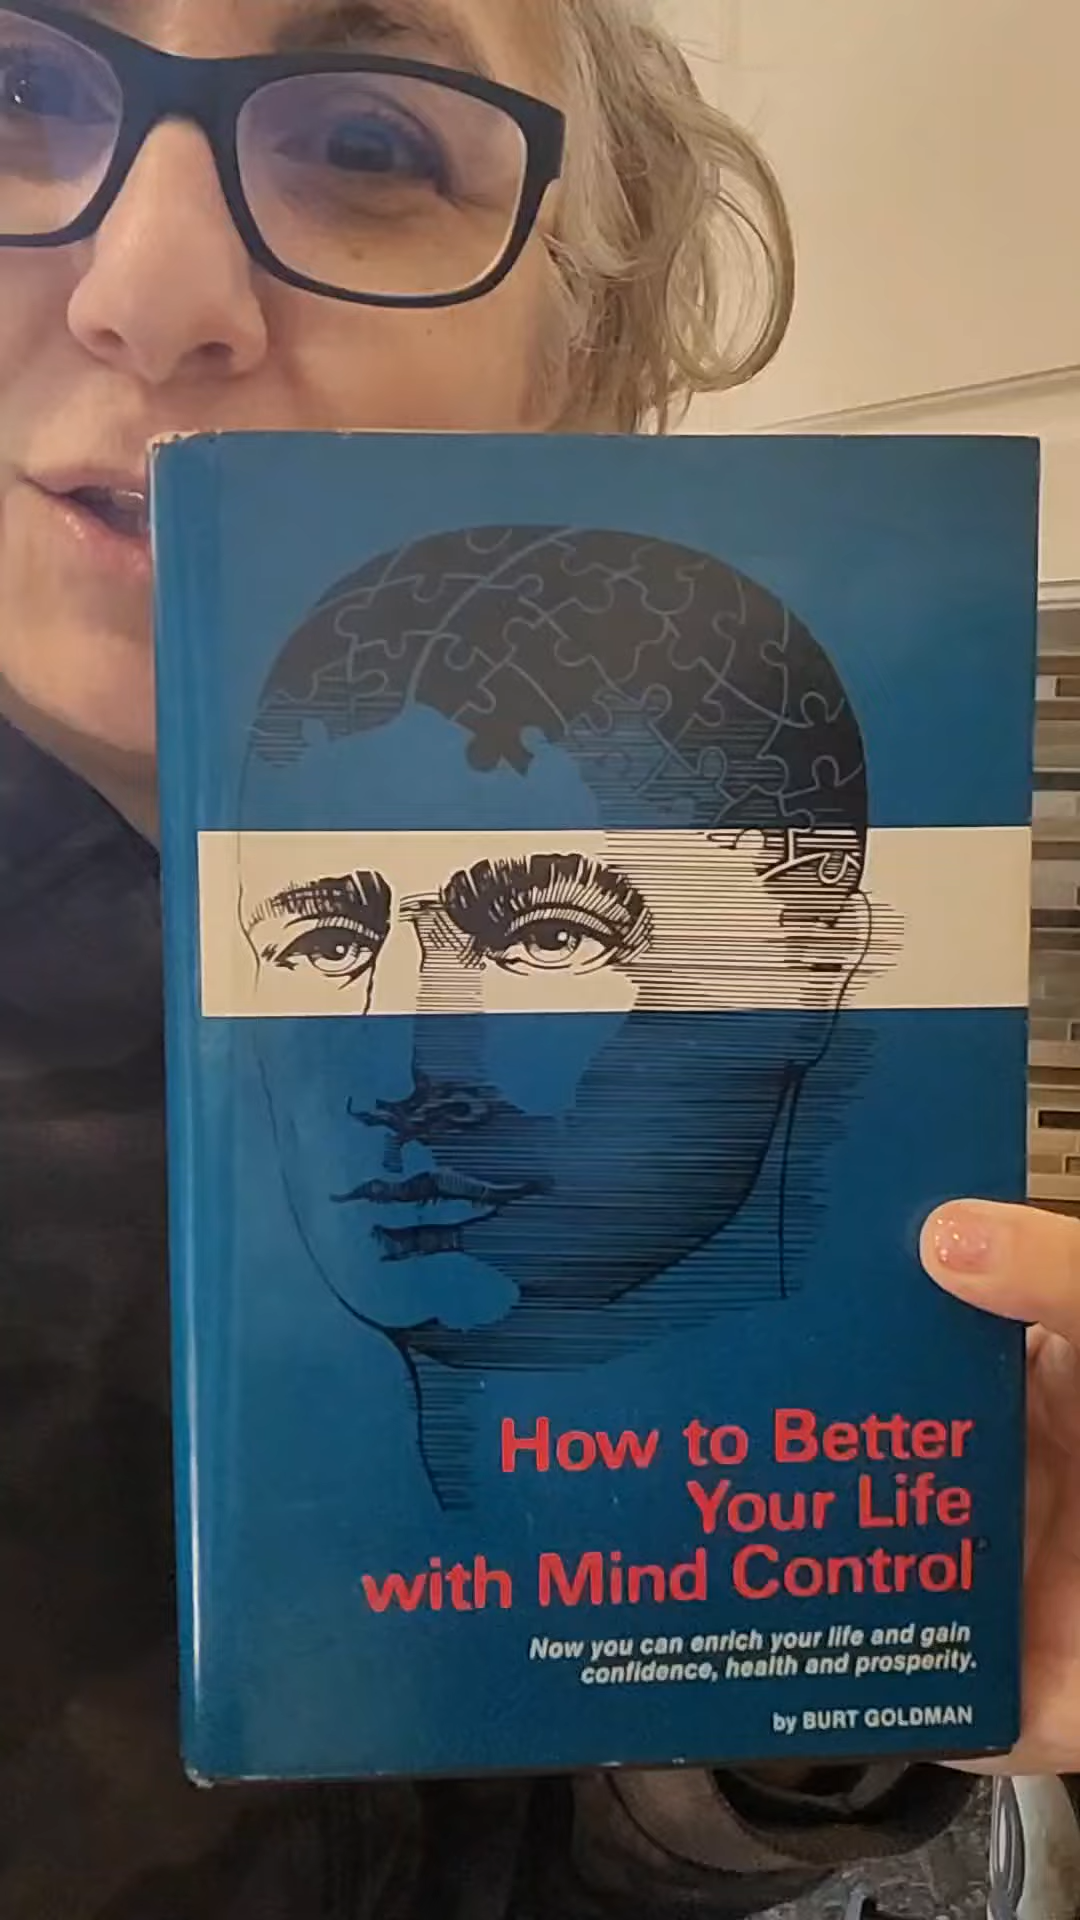 How to Better
Your Life
with Mind Control
Now you can enrich your life and gain
confidence, health and prosperity.
by BURT GOLDMAN